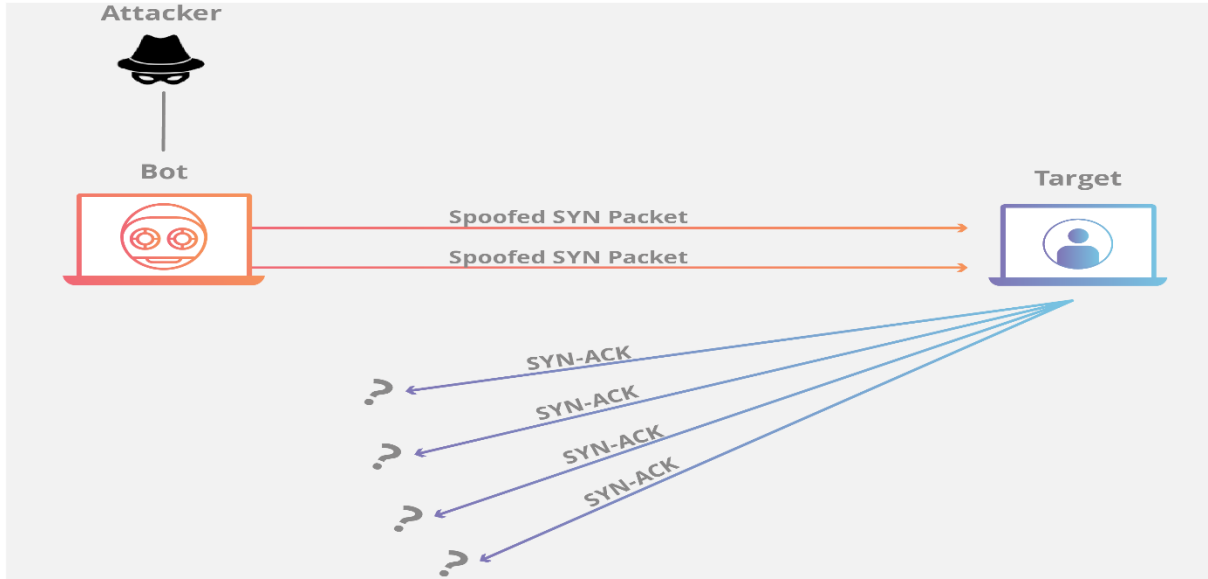 Attacker
Bot
Target
Spoofed SYN Packet
Spoofed SYN Packet
SYN-ACK
?
SYN-ACK
?
SYN-ACK
?
SYN-ACK
?